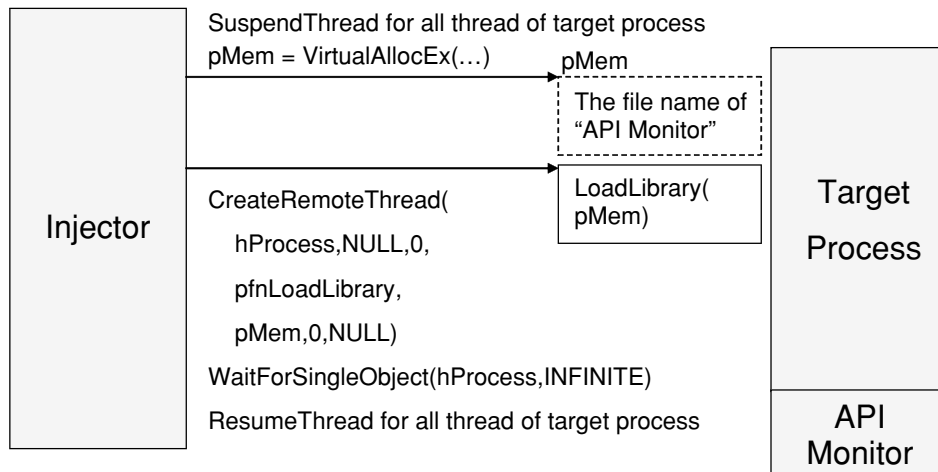 SuspendThread for all thread of target process
pMem = VirtualAllocEx(…)
pMem
The file name of
“API Monitor”
Injector
CreateRemoteThread(
hProcess,NULL,0,
pfnLoadLibrary,
pMem,0,NULL)
LoadLibrary(
pMem)
Target
Process
WaitForSingleObject(hProcess,INFINITE)
ResumeThread for all thread of target process
API
Monitor